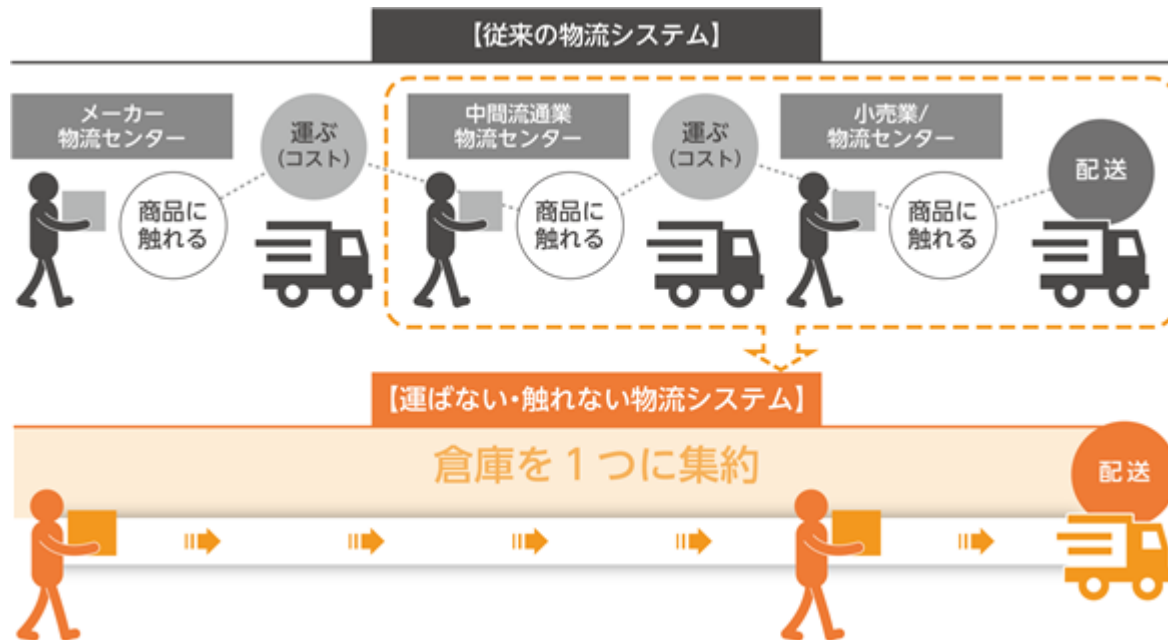 【従来の物流システム】
メーカー
物流センター
運ぶ
(コスト)
中間流通業
物流センター
運ぶ
(コスト)
小売業/
物流センター
配送
商品に
触れる
商品に
触れる
商品に
触れる
【運ばない・触れない物流システム】
倉庫を1つに集約
配送